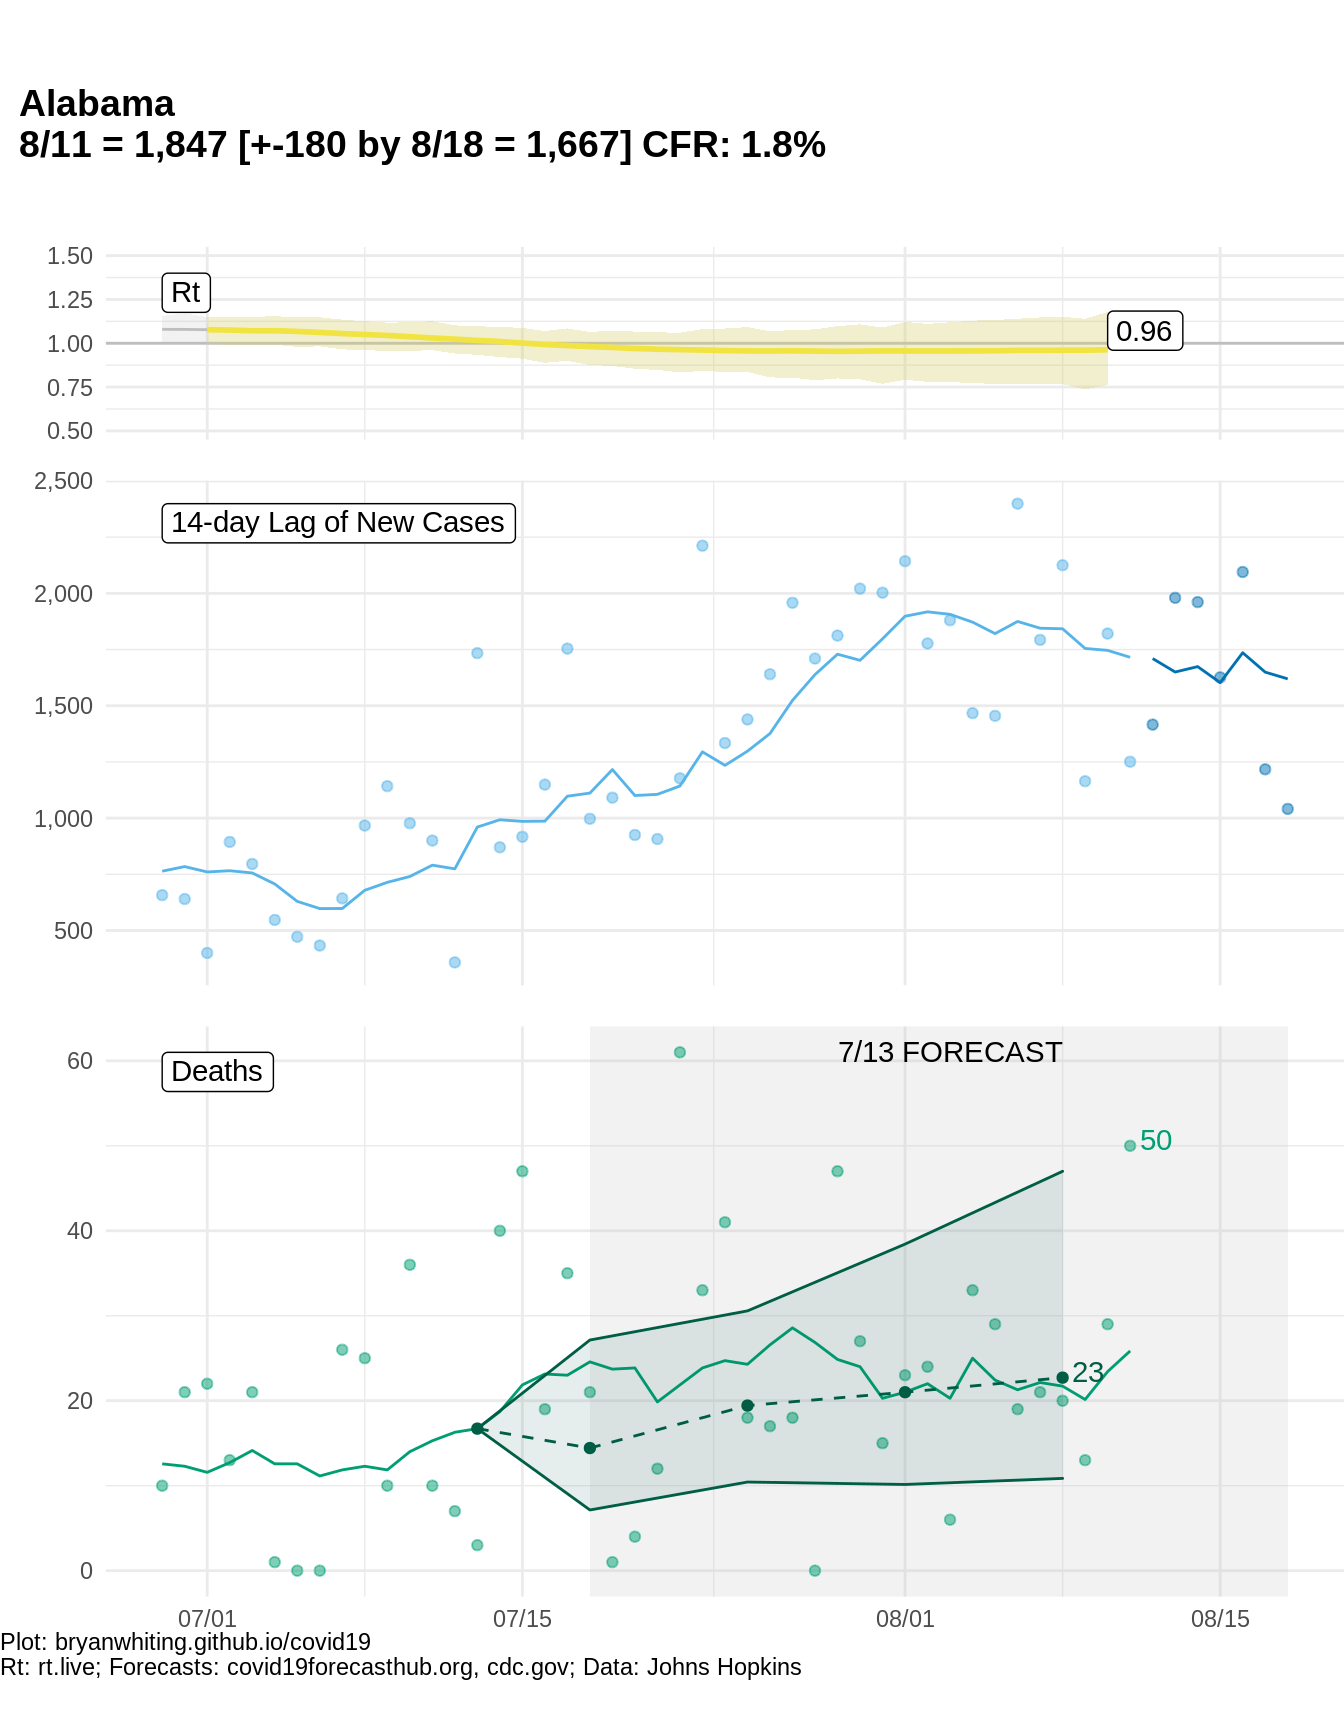 Alabama
8/11 = 1,847 [+-180 by 8/18 = 1,667] CFR: 1.8%
1.50
1.25
1.00
0.75
0.50
Rt
0.96
2,500
2,000
1,500
1,000
500
14-day Lag of New Cases
60
40
20
0
Deaths
7/13 FORECAST
50
23
07/01 07/15 08/01 08/15
Plot: bryanwhiting.github.io/covid19
Rt: rt.live; Forecasts: covid19forecasthub.org, cdc.gov; Data: Johns Hopkins